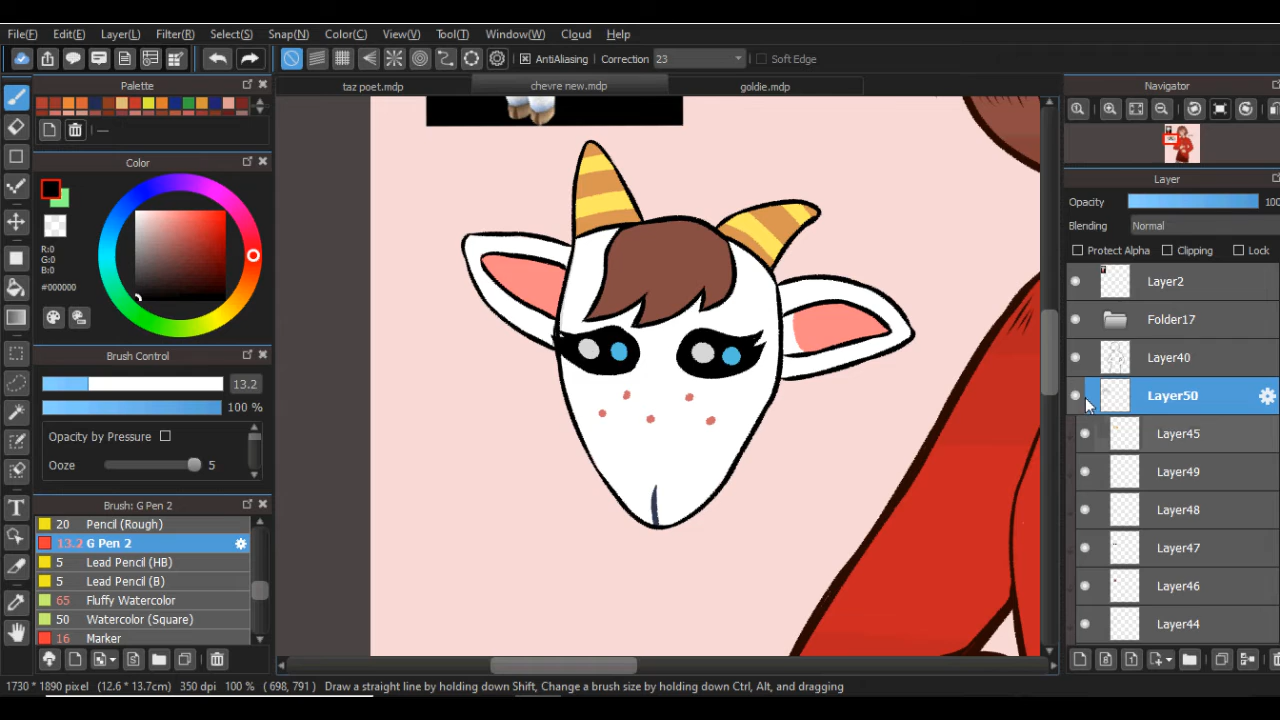 File(F) Edit(E) Layer(L) Filter(R) Select(S) Snap(N) Color(C) View(V) Tool(T) Window(W) Cloud Help
AntiAliasing Correction 23 Soft Edge
Palette
taz poet.mdp chevre new.mdp goldie.mdp
Navigator
Color
R:0
G:0
B:0
#000000
Brush Control
13.2
100 %
Opacity by Pressure
Ooze 5
Brush: G Pen 2
20 Pencil (Rough)
13.2 G Pen 2
5 Lead Pencil (HB)
5 Lead Pencil (B)
65 Fluffy Watercolor
50 Watercolor (Square)
16 Marker
Layer
Opacity 100
Blending Normal
Protect Alpha Clipping Lock
Layer2
Folder17
Layer40
Layer50
Layer45
Layer49
Layer48
Layer47
Layer46
Layer44
1730 * 1890 pixel (12.6 * 13.7cm) 350 dpi 100 % ( 698, 791) Draw a straight line by holding down Shift, Change a brush size by holding down Ctrl, Alt, and dragging